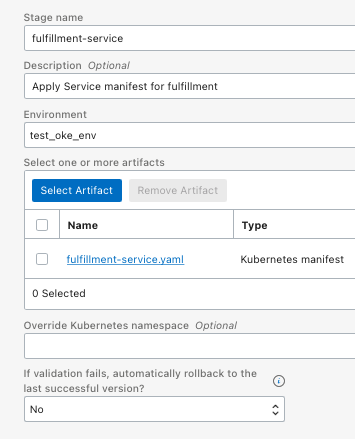 Stage name
fulfillment-service
Description Optional
Apply Service manifest for fulfillment
Environment
test_oke_env
Select one or more artifacts
Select Artifact Remove Artifact
Name Type
fulfillment-service.yaml Kubernetes manifest
0 Selected
Override Kubernetes namespace Optional
If validation fails, automatically rollback to the
last successful version?
No